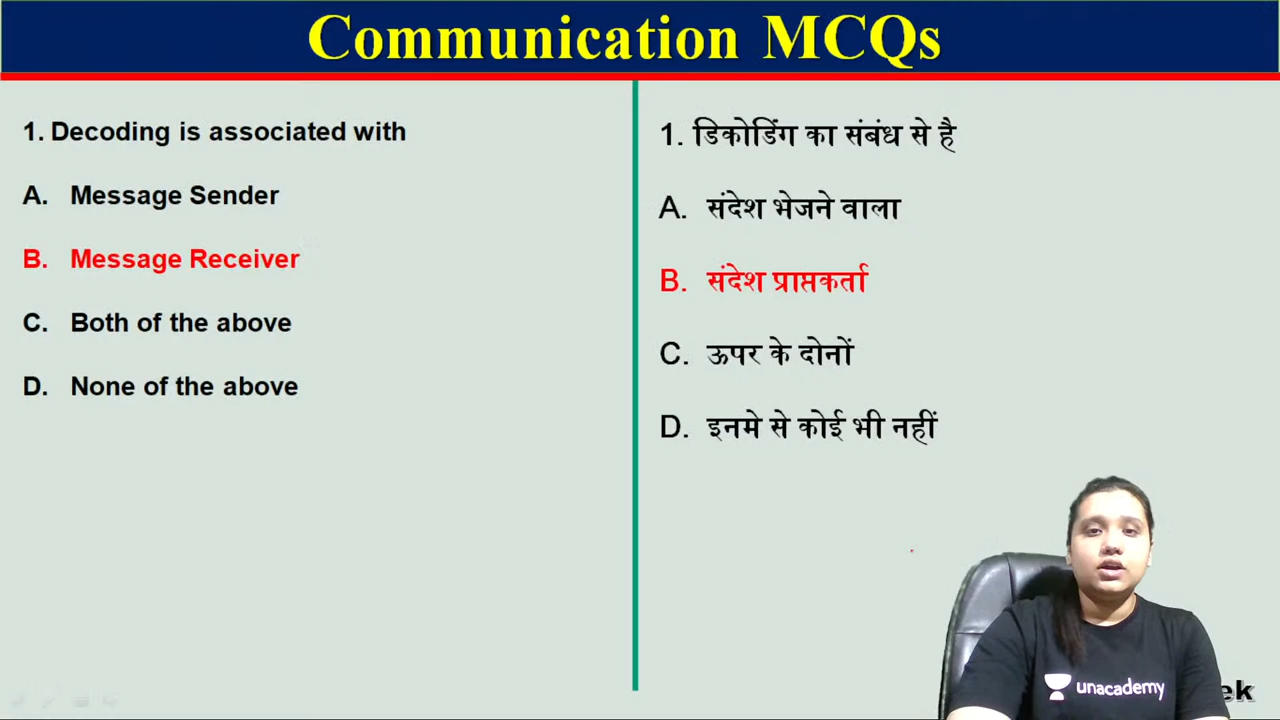 Communication MCQs
1. Decoding is associated with
A. Message Sender
B. Message Receiver
C. Both of the above
D. None of the above
1. डिकोडिंग का संबंध से है
A. संदेश भेजने वाला
B. संदेश प्राप्तकर्ता
C. ऊपर के दोनों
D. इनमे से कोई भी नहीं
unacademy